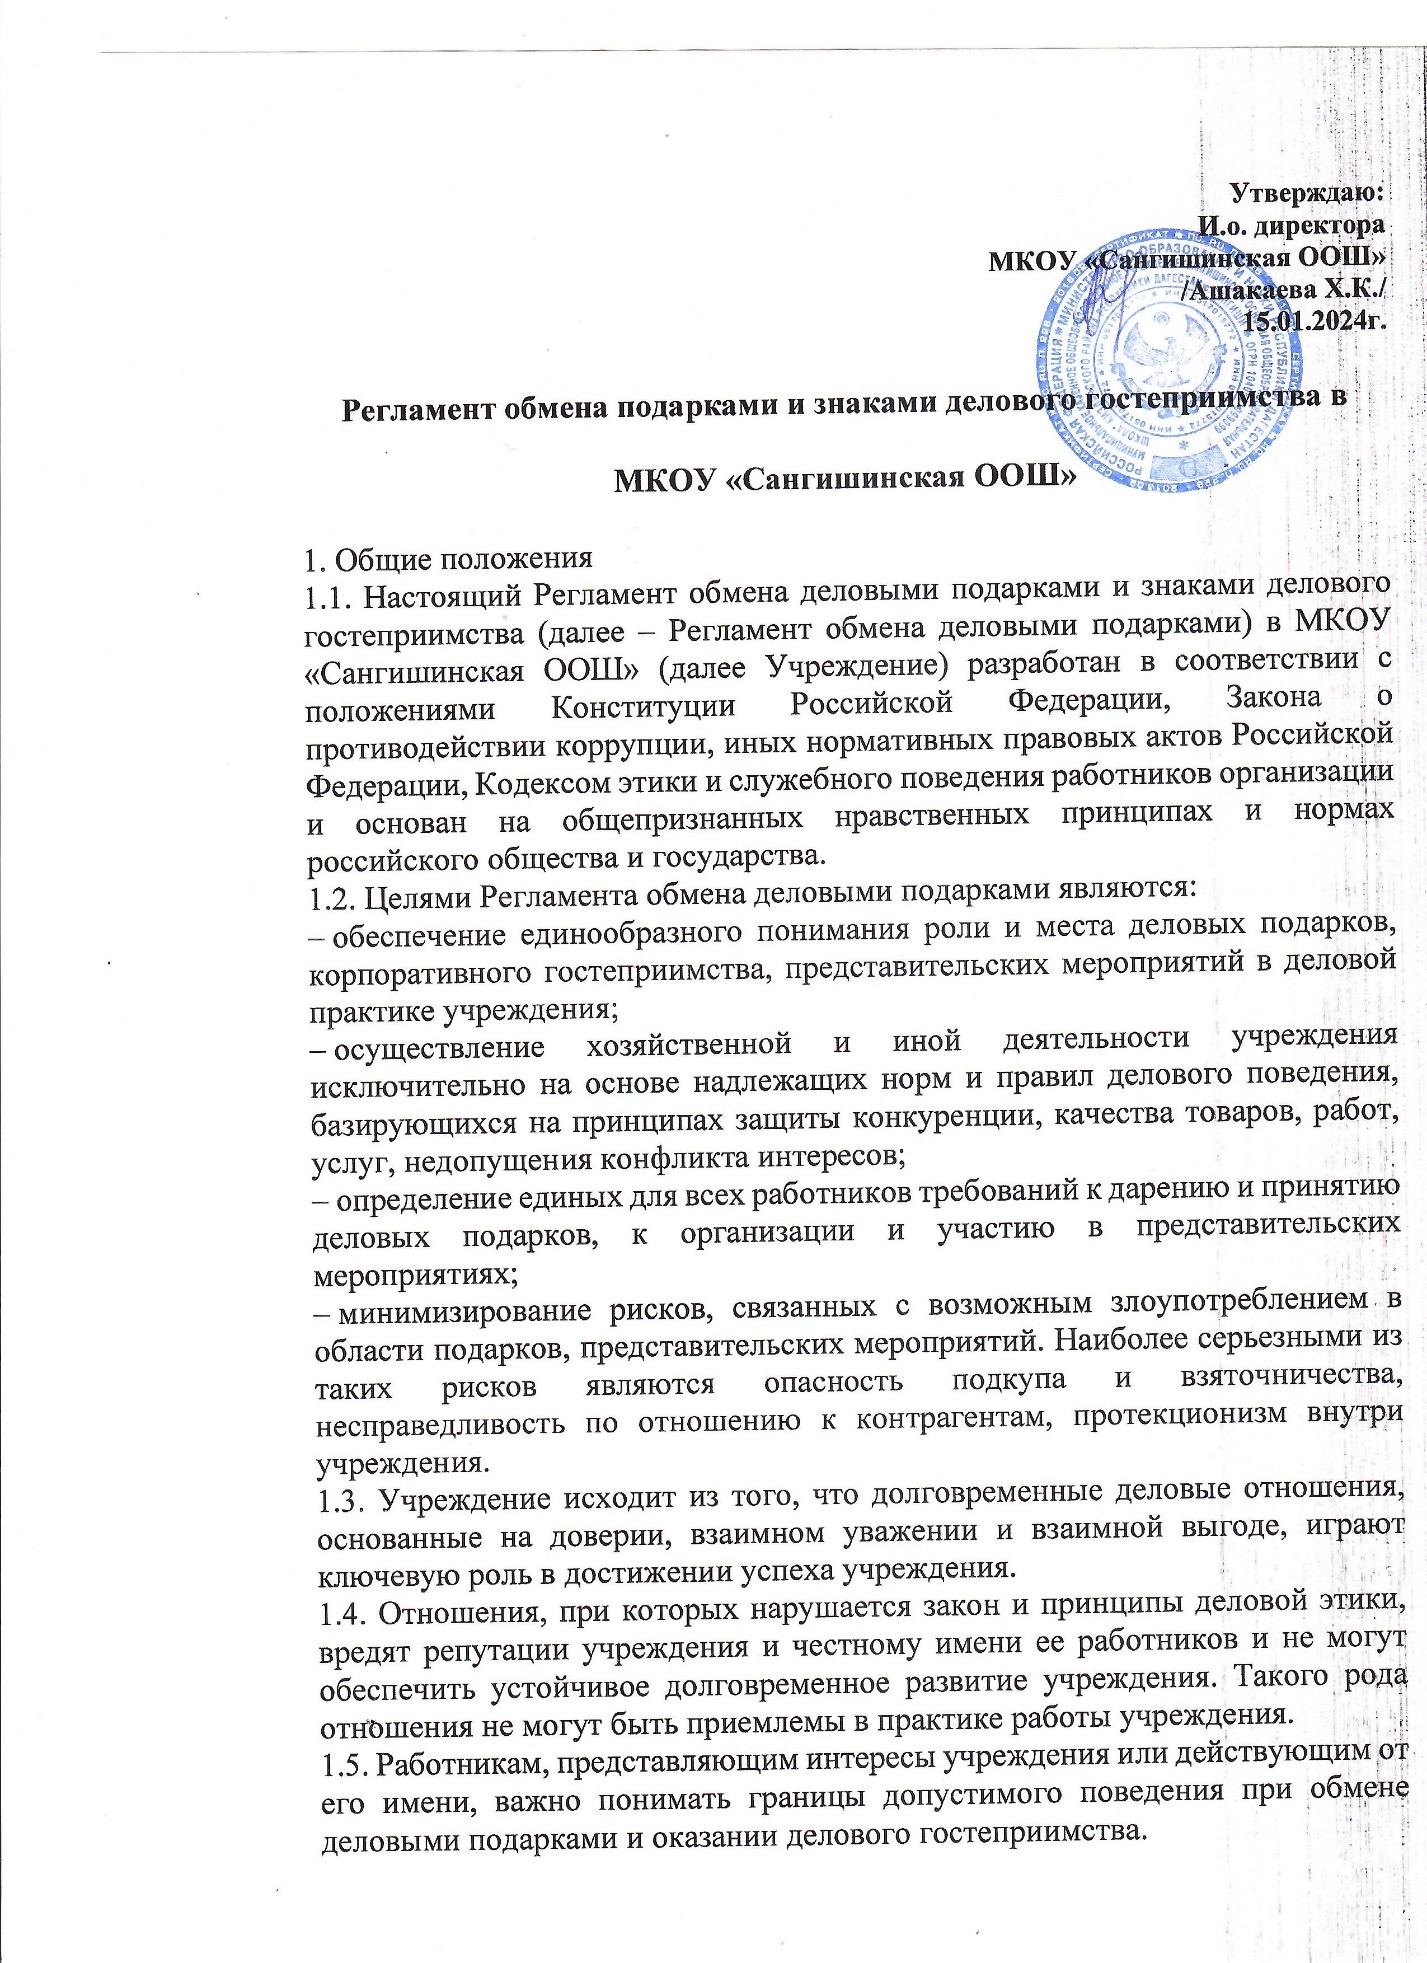 Утверждаю:
И.о. директора
МКОУ «Сангишинская ООШ»
/Ашакаева Х.К./
15.01.2024г.
Регламент обмена подарками и знаками делового гостеприимства в
МКОУ «Сангишинская ООШ»
1. Общие положения
1.1. Настоящий Регламент обмена деловыми подарками и знаками делового
гостеприимства (далее – Регламент обмена деловыми подарками) в МКОУ
«Сангишинская ООШ» (далее Учреждение) разработан в соответствии с
положениями Конституции Российской Федерации, Закона о
противодействии коррупции, иных нормативных правовых актов Российской
Федерации, Кодексом этики и служебного поведения работников организации
и основан на общепризнанных нравственных принципах и нормах
российского общества и государства.
1.2. Целями Регламента обмена деловыми подарками являются:
– обеспечение единообразного понимания роли и места деловых подарков,
корпоративного гостеприимства, представительских мероприятий в деловой
практике учреждения;
– осуществление хозяйственной и иной деятельности учреждения
исключительно на основе надлежащих норм и правил делового поведения,
базирующихся на принципах защиты конкуренции, качества товаров, работ,
услуг, недопущения конфликта интересов;
– определение единых для всех работников требований к дарению и принятию
деловых подарков, к организации и участию в представительских
мероприятиях;
– минимизирование рисков, связанных с возможным злоупотреблением в
области подарков, представительских мероприятий. Наиболее серьезными из
таких рисков являются опасность подкупа и взяточничества,
несправедливость по отношению к контрагентам, протекционизм внутри
учреждения.
1.3. Учреждение исходит из того, что долговременные деловые отношения,
основанные на доверии, взаимном уважении и взаимной выгоде, играют
ключевую роль в достижении успеха учреждения.
1.4. Отношения, при которых нарушается закон и принципы деловой этики,
вредят репутации учреждения и честному имени ее работников и не могут
обеспечить устойчивое долговременное развитие учреждения. Такого рода
отношения не могут быть приемлемы в практике работы учреждения.
1.5. Работникам, представляющим интересы учреждения или действующим от
его имени, важно понимать границы допустимого поведения при обмене
деловыми подарками и оказании делового гостеприимства.